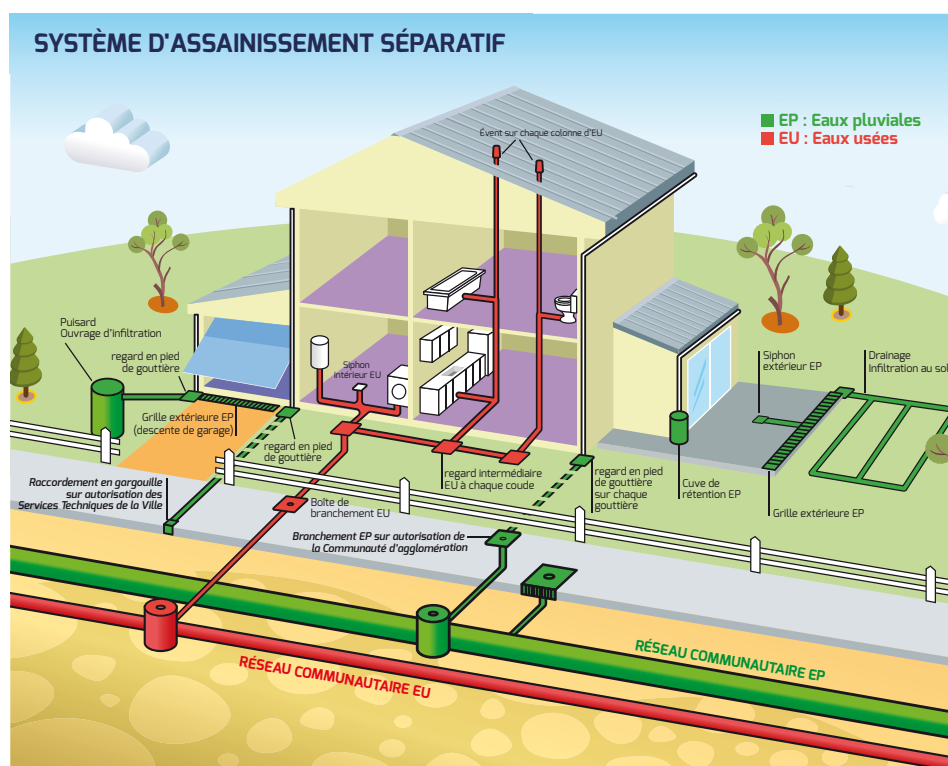 SYSTÈME D'ASSAINISSEMENT SÉPARATIF
EP : Eaux pluviales
EU : Eaux usées
Évent sur chaque colonne d'EU
Puisard
Ouvrage d'infiltration
regard en pied
de gouttière
Siphon
intérieur EU
Siphon
extérieur EP
Drainage
Infiltration au sol
Grille extérieure EP
(descente de garage)
regard en pied
de gouttière
regard intermédiaire
EU à chaque coude
regard en pied
de gouttière
sur chaque
gouttière
Cuve de
rétention EP
Grille extérieure EP
Raccordement en gargouille
sur autorisation des
Services Techniques de la Ville
Boîte de
branchement EU
Branchement EP sur autorisation de
la Communauté d'agglomération
RÉSEAU COMMUNAUTAIRE EP
RÉSEAU COMMUNAUTAIRE EU